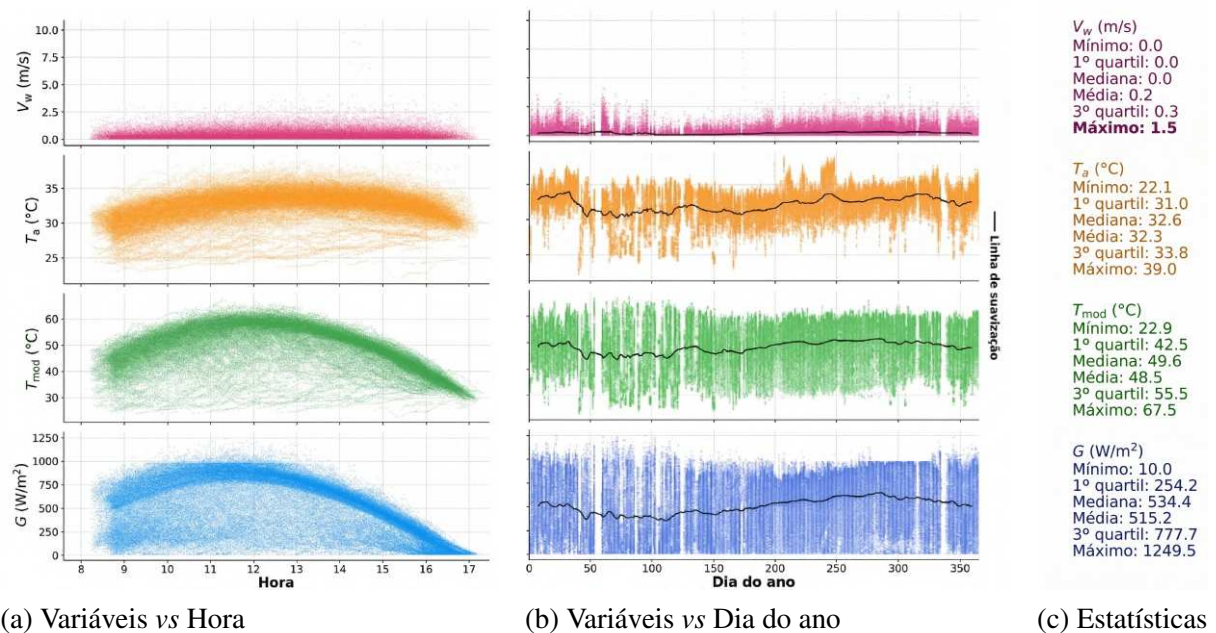 V_w (m/s)
10.0
7.5
5.0
2.5
0.0
T_a (°C)
35
30
25
T_mod (°C)
60
50
40
30
G (W/m²)
1250
1000
750
500
250
0
8 9 10 11 12 13 14 15 16 17
Hora
0 50 100 150 200 250 300 350
Dia do ano
— Linha de suavização
V_w (m/s)
Mínimo: 0.0
1º quartil: 0.0
Mediana: 0.0
Média: 0.2
3º quartil: 0.3
Máximo: 1.5
T_a (°C)
Mínimo: 22.1
1º quartil: 31.0
Mediana: 32.6
Média: 32.3
3º quartil: 33.8
Máximo: 39.0
T_mod (°C)
Mínimo: 22.9
1º quartil: 42.5
Mediana: 49.6
Média: 48.5
3º quartil: 55.5
Máximo: 67.5
G (W/m²)
Mínimo: 10.0
1º quartil: 254.2
Mediana: 534.4
Média: 515.2
3º quartil: 777.7
Máximo: 1249.5
(a) Variáveis vs Hora
(b) Variáveis vs Dia do ano
(c) Estatísticas